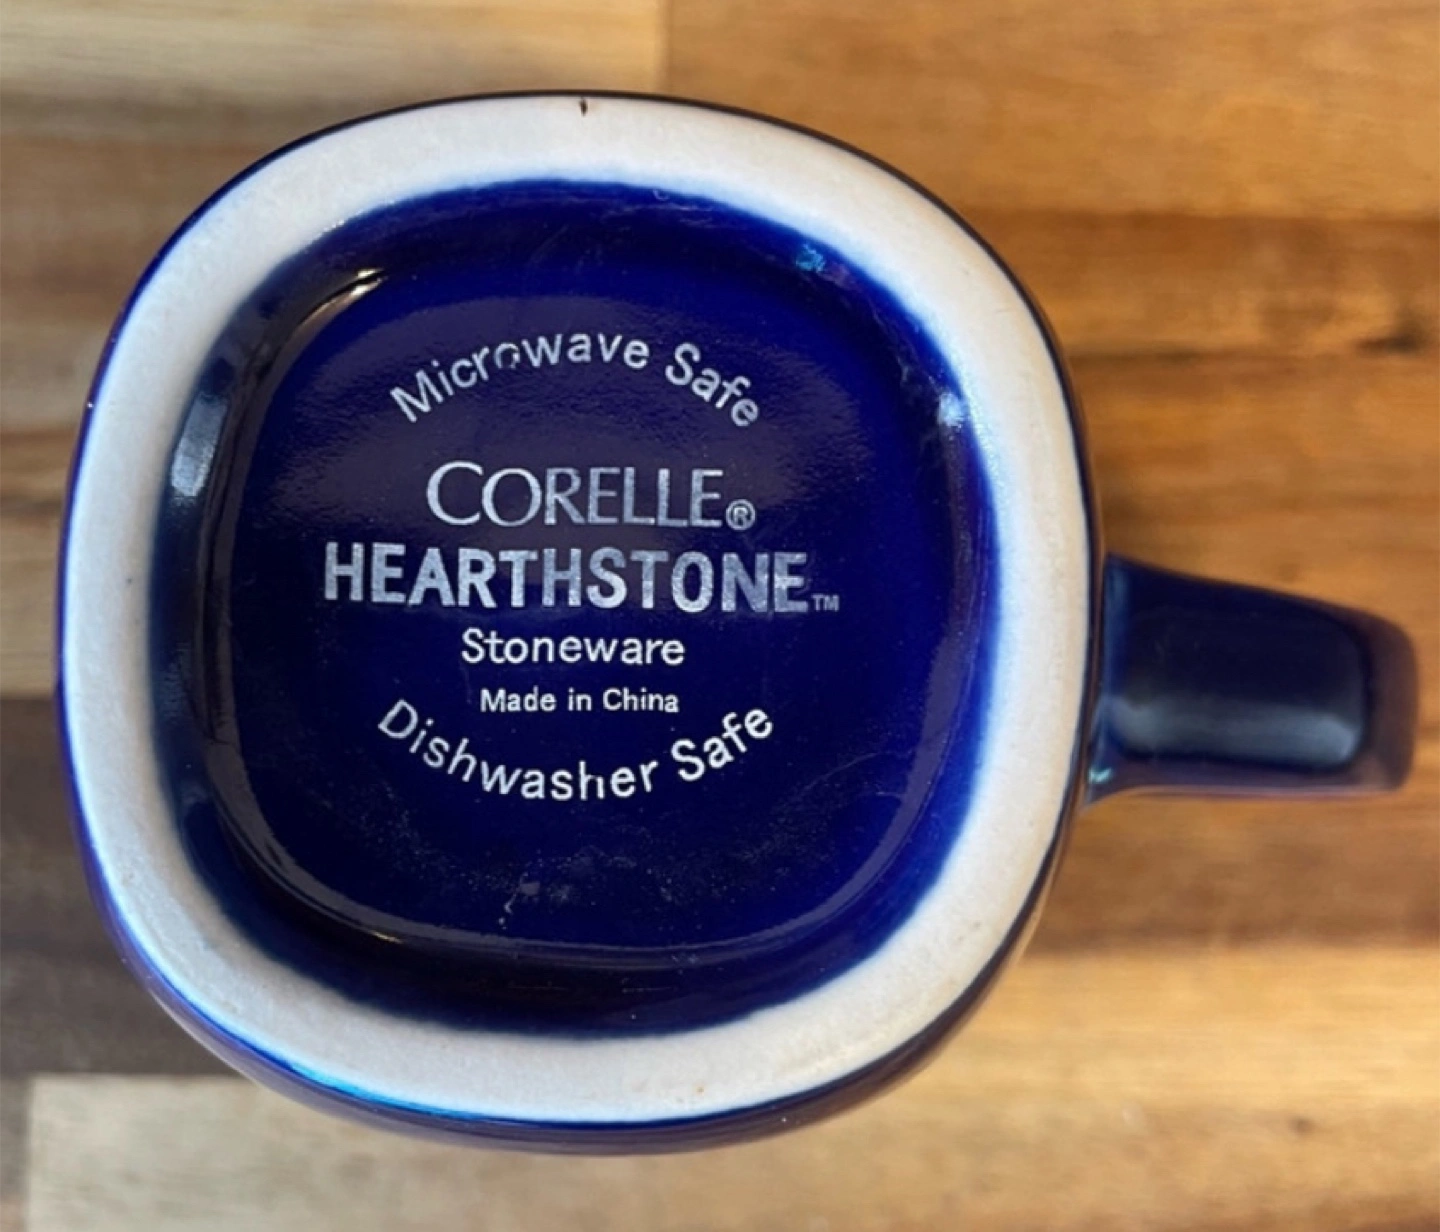 Microwave Safe
CORELLE®
HEARTHSTONE™
Stoneware
Made in China
Dishwasher Safe